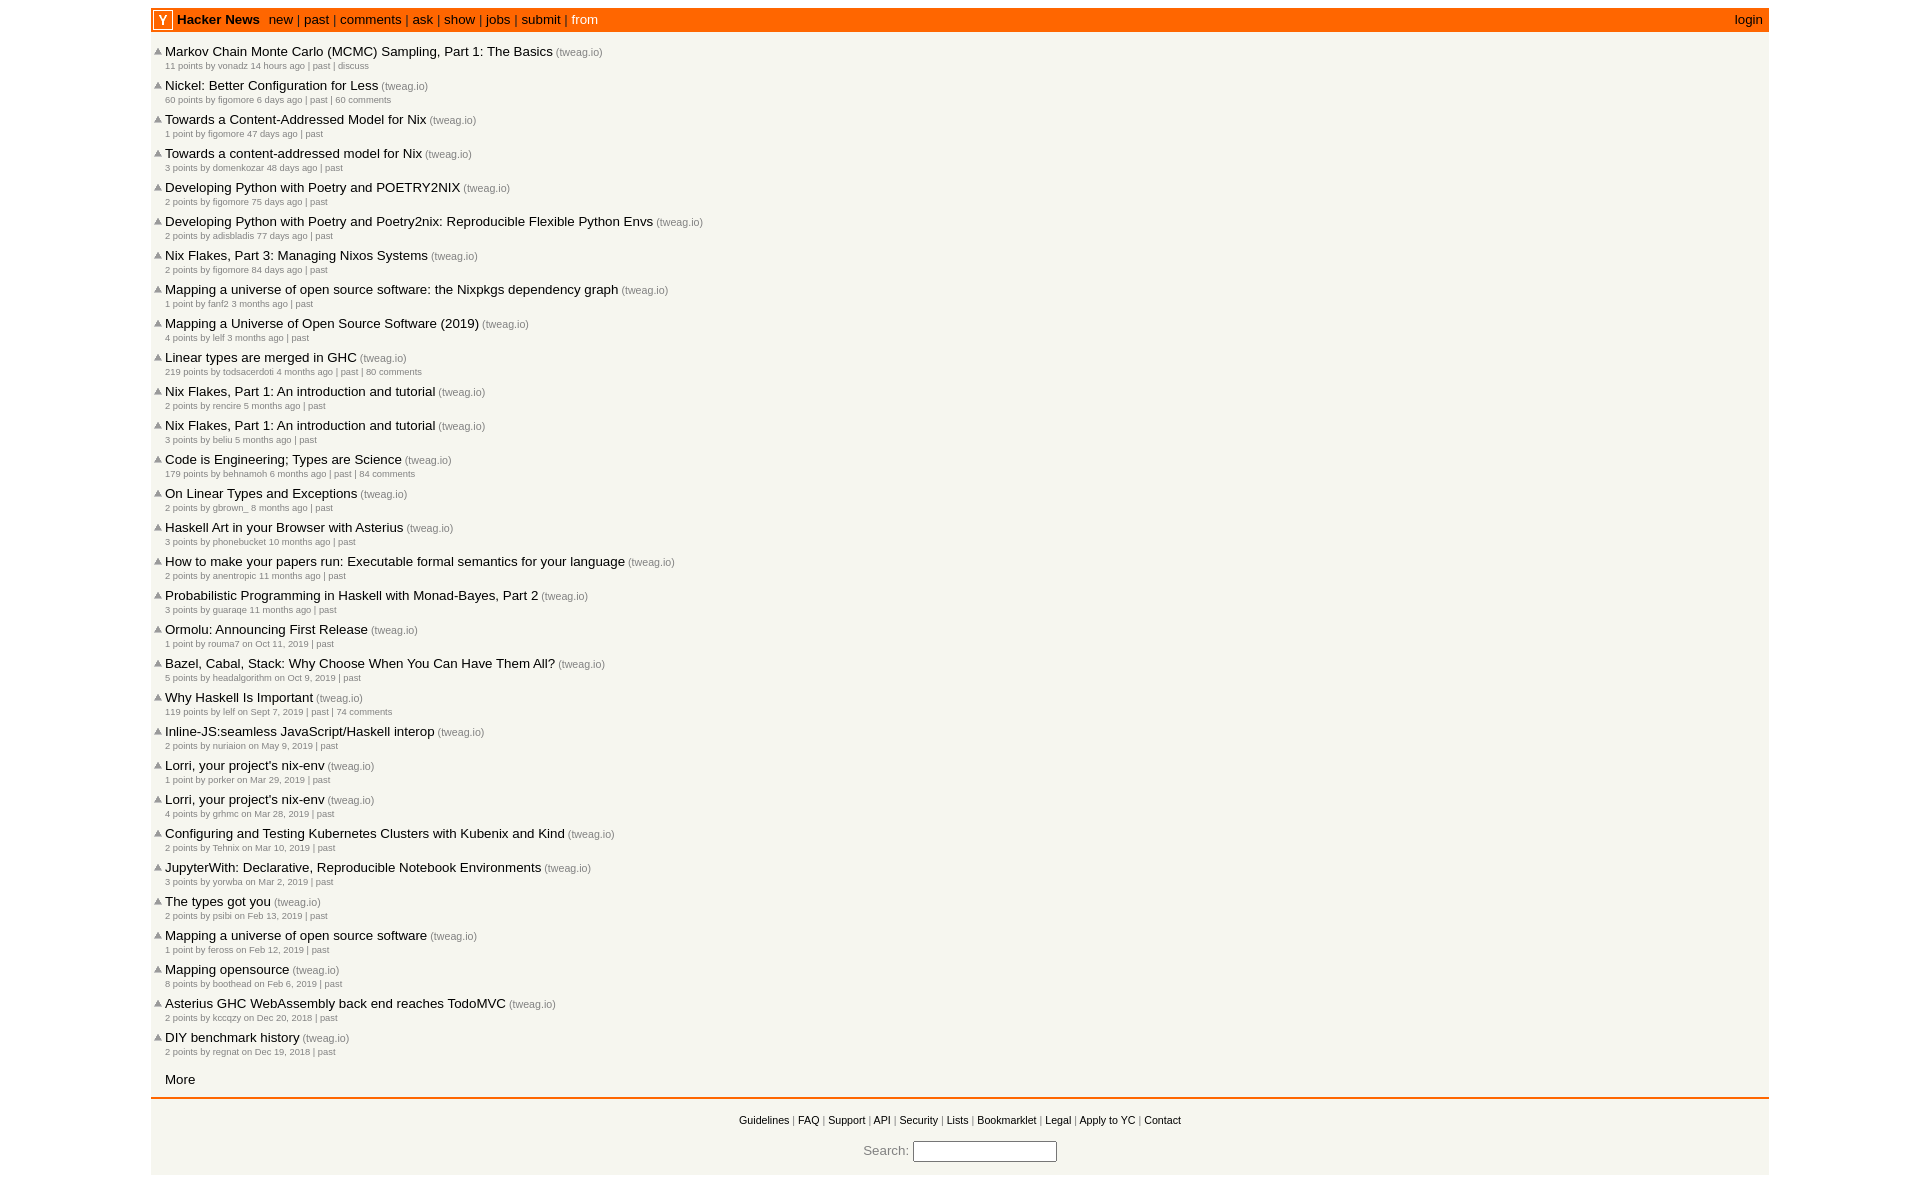 Y Hacker News new | past | comments | ask | show | jobs | submit | from login
Markov Chain Monte Carlo (MCMC) Sampling, Part 1: The Basics (tweag.io)
11 points by vonadz 14 hours ago | past | discuss
Nickel: Better Configuration for Less (tweag.io)
60 points by figomore 6 days ago | past | 60 comments
Towards a Content-Addressed Model for Nix (tweag.io)
1 point by figomore 47 days ago | past
Towards a content-addressed model for Nix (tweag.io)
3 points by domenkozar 48 days ago | past
Developing Python with Poetry and POETRY2NIX (tweag.io)
2 points by figomore 75 days ago | past
Developing Python with Poetry and Poetry2nix: Reproducible Flexible Python Envs (tweag.io)
2 points by adisbladis 77 days ago | past
Nix Flakes, Part 3: Managing Nixos Systems (tweag.io)
2 points by figomore 84 days ago | past
Mapping a universe of open source software: the Nixpkgs dependency graph (tweag.io)
1 point by fanf2 3 months ago | past
Mapping a Universe of Open Source Software (2019) (tweag.io)
4 points by lelf 3 months ago | past
Linear types are merged in GHC (tweag.io)
219 points by todsacerdoti 4 months ago | past | 80 comments
Nix Flakes, Part 1: An introduction and tutorial (tweag.io)
2 points by rencire 5 months ago | past
Nix Flakes, Part 1: An introduction and tutorial (tweag.io)
3 points by beliu 5 months ago | past
Code is Engineering; Types are Science (tweag.io)
179 points by behnamoh 6 months ago | past | 84 comments
On Linear Types and Exceptions (tweag.io)
2 points by gbrown_ 8 months ago | past
Haskell Art in your Browser with Asterius (tweag.io)
3 points by phonebucket 10 months ago | past
How to make your papers run: Executable formal semantics for your language (tweag.io)
2 points by anentropic 11 months ago | past
Probabilistic Programming in Haskell with Monad-Bayes, Part 2 (tweag.io)
3 points by guaraqe 11 months ago | past
Ormolu: Announcing First Release (tweag.io)
1 point by rouma7 on Oct 11, 2019 | past
Bazel, Cabal, Stack: Why Choose When You Can Have Them All? (tweag.io)
5 points by headalgorithm on Oct 9, 2019 | past
Why Haskell Is Important (tweag.io)
119 points by lelf on Sept 7, 2019 | past | 74 comments
Inline-JS:seamless JavaScript/Haskell interop (tweag.io)
2 points by nuriaion on May 9, 2019 | past
Lorri, your project's nix-env (tweag.io)
1 point by porker on Mar 29, 2019 | past
Lorri, your project's nix-env (tweag.io)
4 points by grhmc on Mar 28, 2019 | past
Configuring and Testing Kubernetes Clusters with Kubenix and Kind (tweag.io)
2 points by Tehnix on Mar 10, 2019 | past
JupyterWith: Declarative, Reproducible Notebook Environments (tweag.io)
3 points by yorwba on Mar 2, 2019 | past
The types got you (tweag.io)
2 points by psibi on Feb 13, 2019 | past
Mapping a universe of open source software (tweag.io)
1 point by feross on Feb 12, 2019 | past
Mapping opensource (tweag.io)
8 points by boothead on Feb 6, 2019 | past
Asterius GHC WebAssembly back end reaches TodoMVC (tweag.io)
2 points by kccqzy on Dec 20, 2018 | past
DIY benchmark history (tweag.io)
2 points by regnat on Dec 19, 2018 | past
More
Guidelines | FAQ | Support | API | Security | Lists | Bookmarklet | Legal | Apply to YC | Contact
Search: